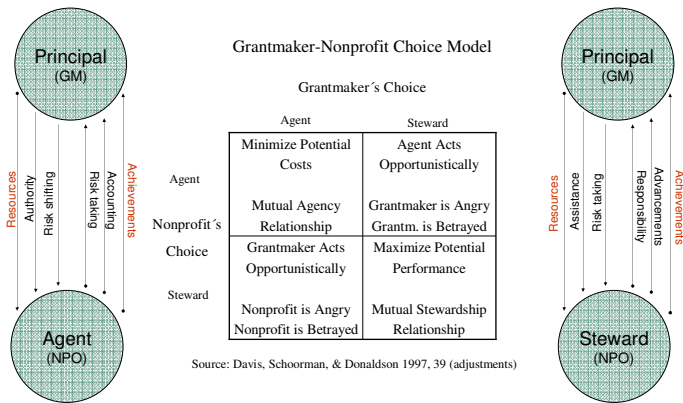 Principal
(GM)
Resources
Authority
Risk shifting
Risk taking
Accounting
Achievements
Agent
(NPO)
Grantmaker-Nonprofit Choice Model
Grantmaker´s Choice
Agent
Steward
Agent
Nonprofit´s
Choice
Steward
Minimize Potential
Costs
Mutual Agency
Relationship
Agent Acts
Opportunistically
Grantmaker is Angry
Grantm. is Betrayed
Grantmaker Acts
Opportunistically
Nonprofit is Angry
Nonprofit is Betrayed
Maximize Potential
Performance
Mutual Stewardship
Relationship
Source: Davis, Schoorman, & Donaldson 1997, 39 (adjustments)
Principal
(GM)
Resources
Assistance
Risk taking
Responsibility
Advancements
Achievements
Steward
(NPO)